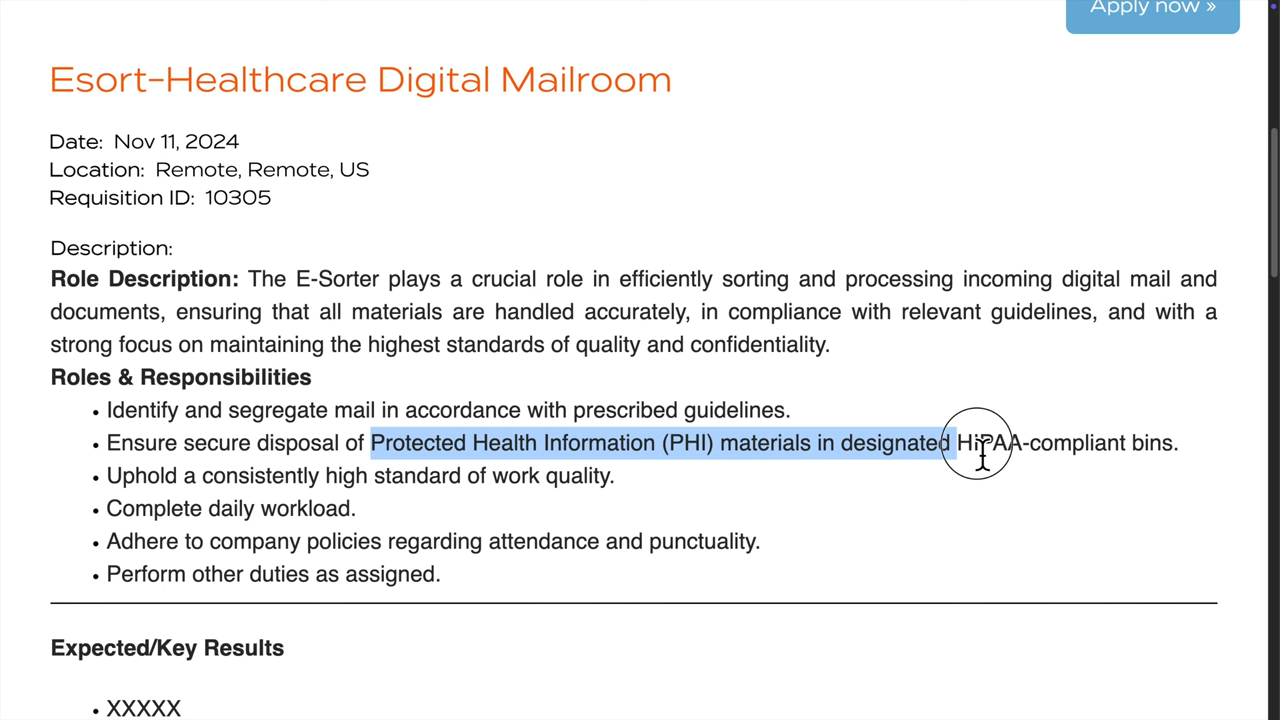 Apply now »
Esort-Healthcare Digital Mailroom
Date: Nov 11, 2024
Location: Remote, Remote, US
Requisition ID: 10305
Description:
Role Description: The E-Sorter plays a crucial role in efficiently sorting and processing incoming digital mail and
documents, ensuring that all materials are handled accurately, in compliance with relevant guidelines, and with a
strong focus on maintaining the highest standards of quality and confidentiality.
Roles & Responsibilities
• Identify and segregate mail in accordance with prescribed guidelines.
• Ensure secure disposal of Protected Health Information (PHI) materials in designated HiPAA-compliant bins.
• Uphold a consistently high standard of work quality.
• Complete daily workload.
• Adhere to company policies regarding attendance and punctuality.
• Perform other duties as assigned.
Expected/Key Results
• XXXXX